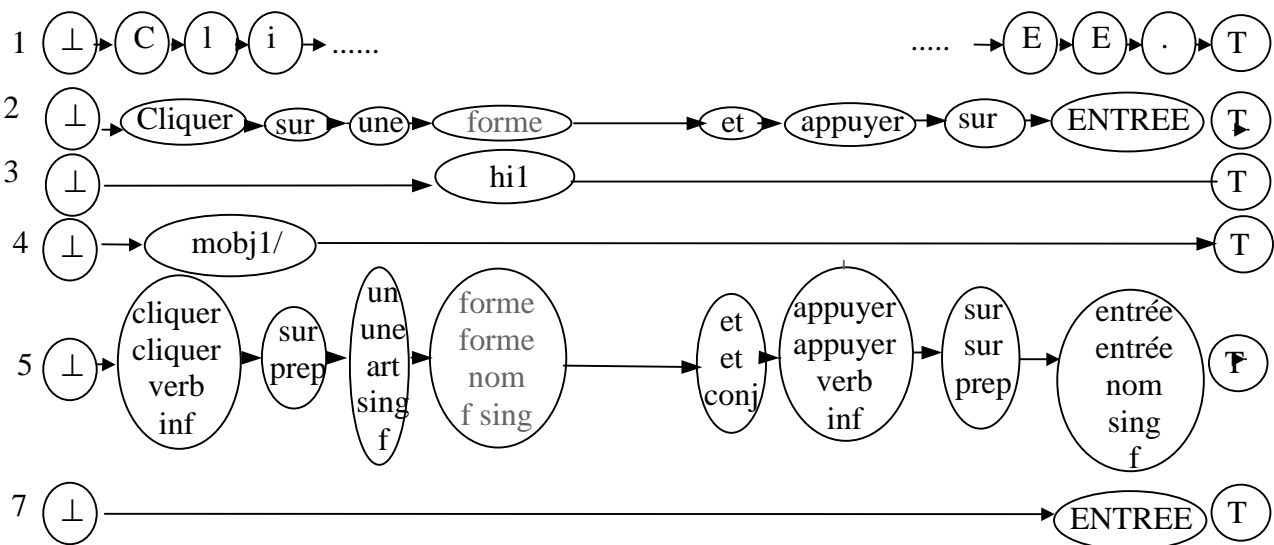 1 ⊥ C l i ...... ..... E E . T
2 ⊥ Cliquer sur une forme et appuyer sur ENTREE T
3 ⊥ hi1 T
4 ⊥ mobj1/ T
5 ⊥ cliquer cliquer verb inf sur prep un une art sing f forme forme nom f sing et et conj appuyer appuyer verb inf sur sur prep entrée entrée nom sing f T
7 ⊥ ENTREE T